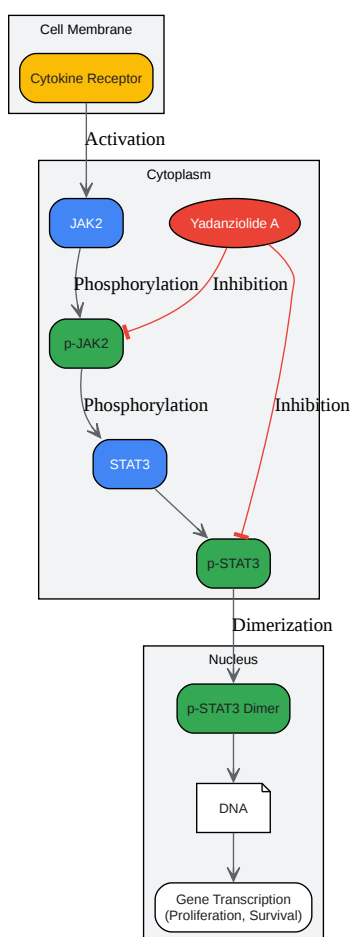 Cell Membrane
Cytokine Receptor
Activation
Cytoplasm
JAK2
Yadanziolide A
Phosphorylation
Inhibition
p-JAK2
Phosphorylation
Inhibition
STAT3
p-STAT3
Dimerization
Nucleus
p-STAT3 Dimer
DNA
Gene Transcription
(Proliferation, Survival)